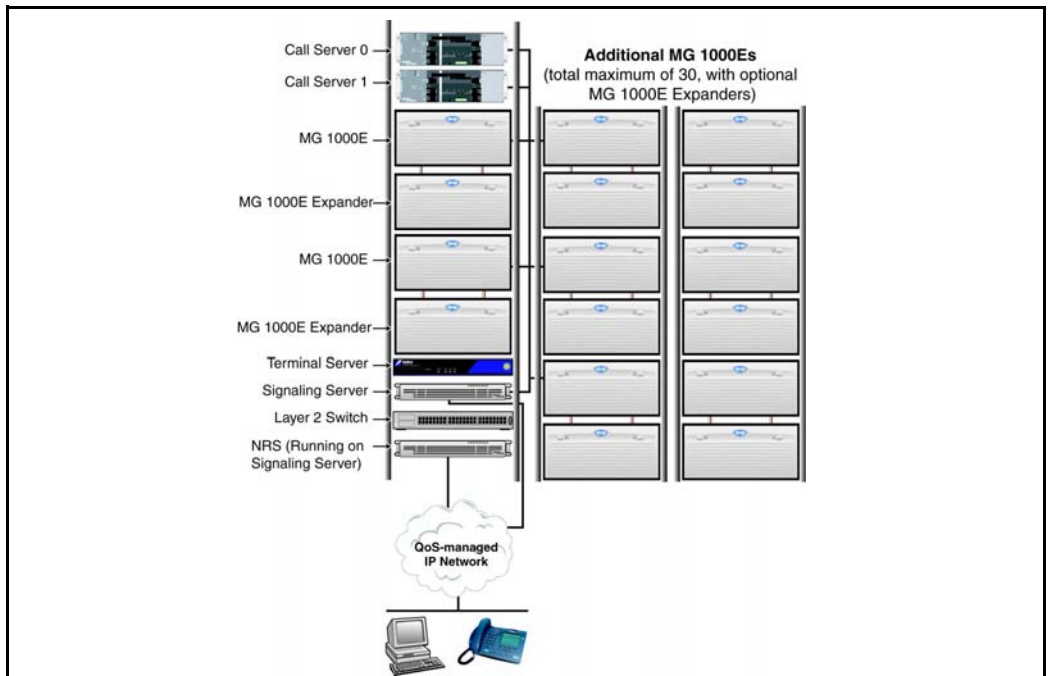 Call Server 0
Call Server 1
MG 1000E
MG 1000E Expander
MG 1000E
MG 1000E Expander
Terminal Server
Signaling Server
Layer 2 Switch
NRS (Running on
Signaling Server)
Additional MG 1000Es
(total maximum of 30, with optional
MG 1000E Expanders)
QoS-managed
IP Network